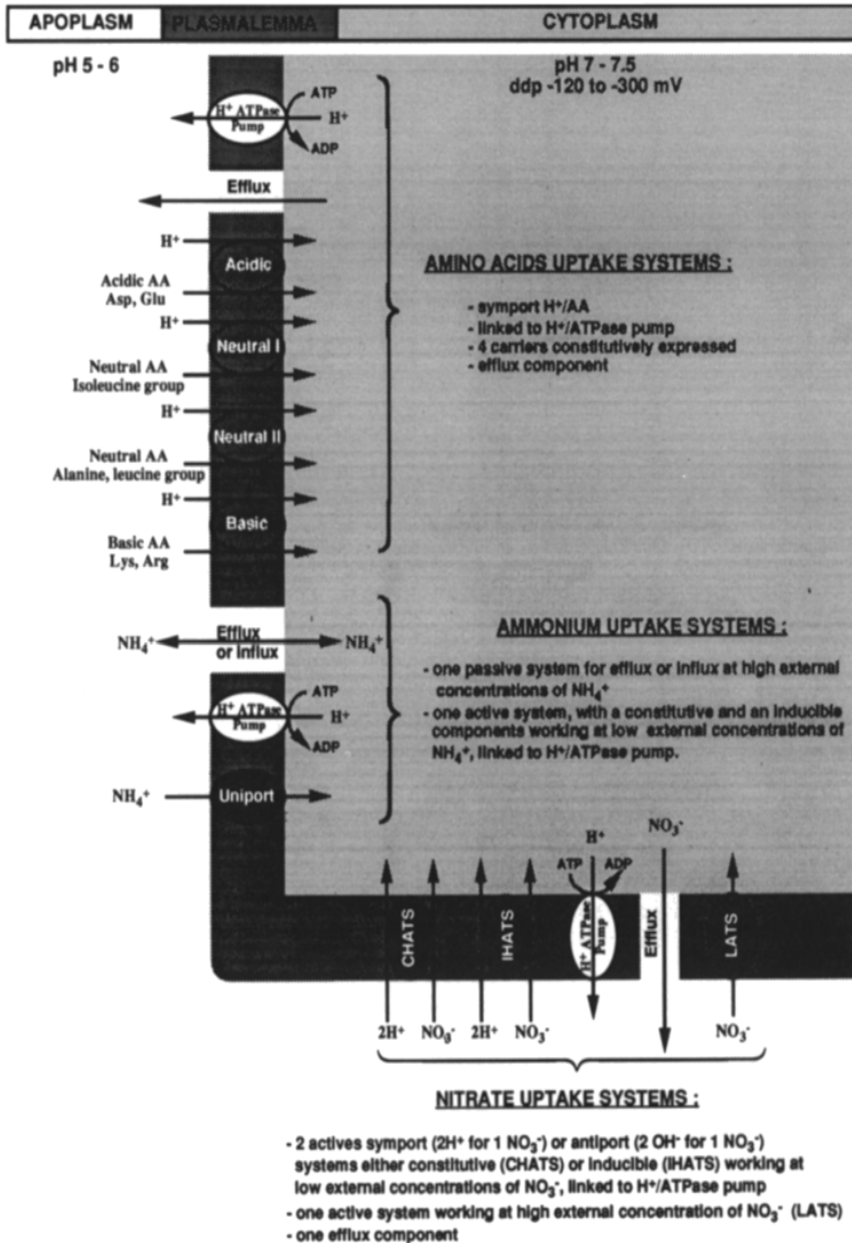 APOPLASM PLASMALEMMA CYTOPLASM
pH 5 - 6
pH 7 - 7.5
ddp -120 to -300 mV
ATP
H⁺ ATPase
Pump
H⁺
ADP
Efflux
H⁺
Acidic
Acidic AA
Asp, Glu
H⁺
Neutral I
Neutral AA
Isoleucine group
H⁺
Neutral II
Neutral AA
Alanine, leucine group
H⁺
Basic
Basic AA
Lys, Arg
AMINO ACIDS UPTAKE SYSTEMS :
- symport H⁺/AA
- linked to H⁺/ATPase pump
- 4 carriers constitutively expressed
- efflux component
NH₄⁺
Efflux
or Influx
NH₄⁺
ATP
H⁺ ATPase
Pump
H⁺
ADP
NH₄⁺
Uniport
AMMONIUM UPTAKE SYSTEMS :
- one passive system for efflux or influx at high external
concentrations of NH₄⁺
- one active system, with a constitutive and an inducible
components working at low external concentrations of
NH₄⁺, linked to H⁺/ATPase pump.
H⁺
NO₃⁻
ATP
ADP
CHATS
IHATS
H⁺ ATPase
Pump
Efflux
LATS
2H⁺
NO₃⁻
2H⁺
NO₃⁻
NO₃⁻
NITRATE UPTAKE SYSTEMS :
- 2 actives symport (2H⁺ for 1 NO₃⁻) or antiport (2 OH⁻ for 1 NO₃⁻)
systems either constitutive (CHATS) or inducible (IHATS) working at
low external concentrations of NO₃⁻, linked to H⁺/ATPase pump
- one active system working at high external concentration of NO₃⁻ (LATS)
- one efflux component